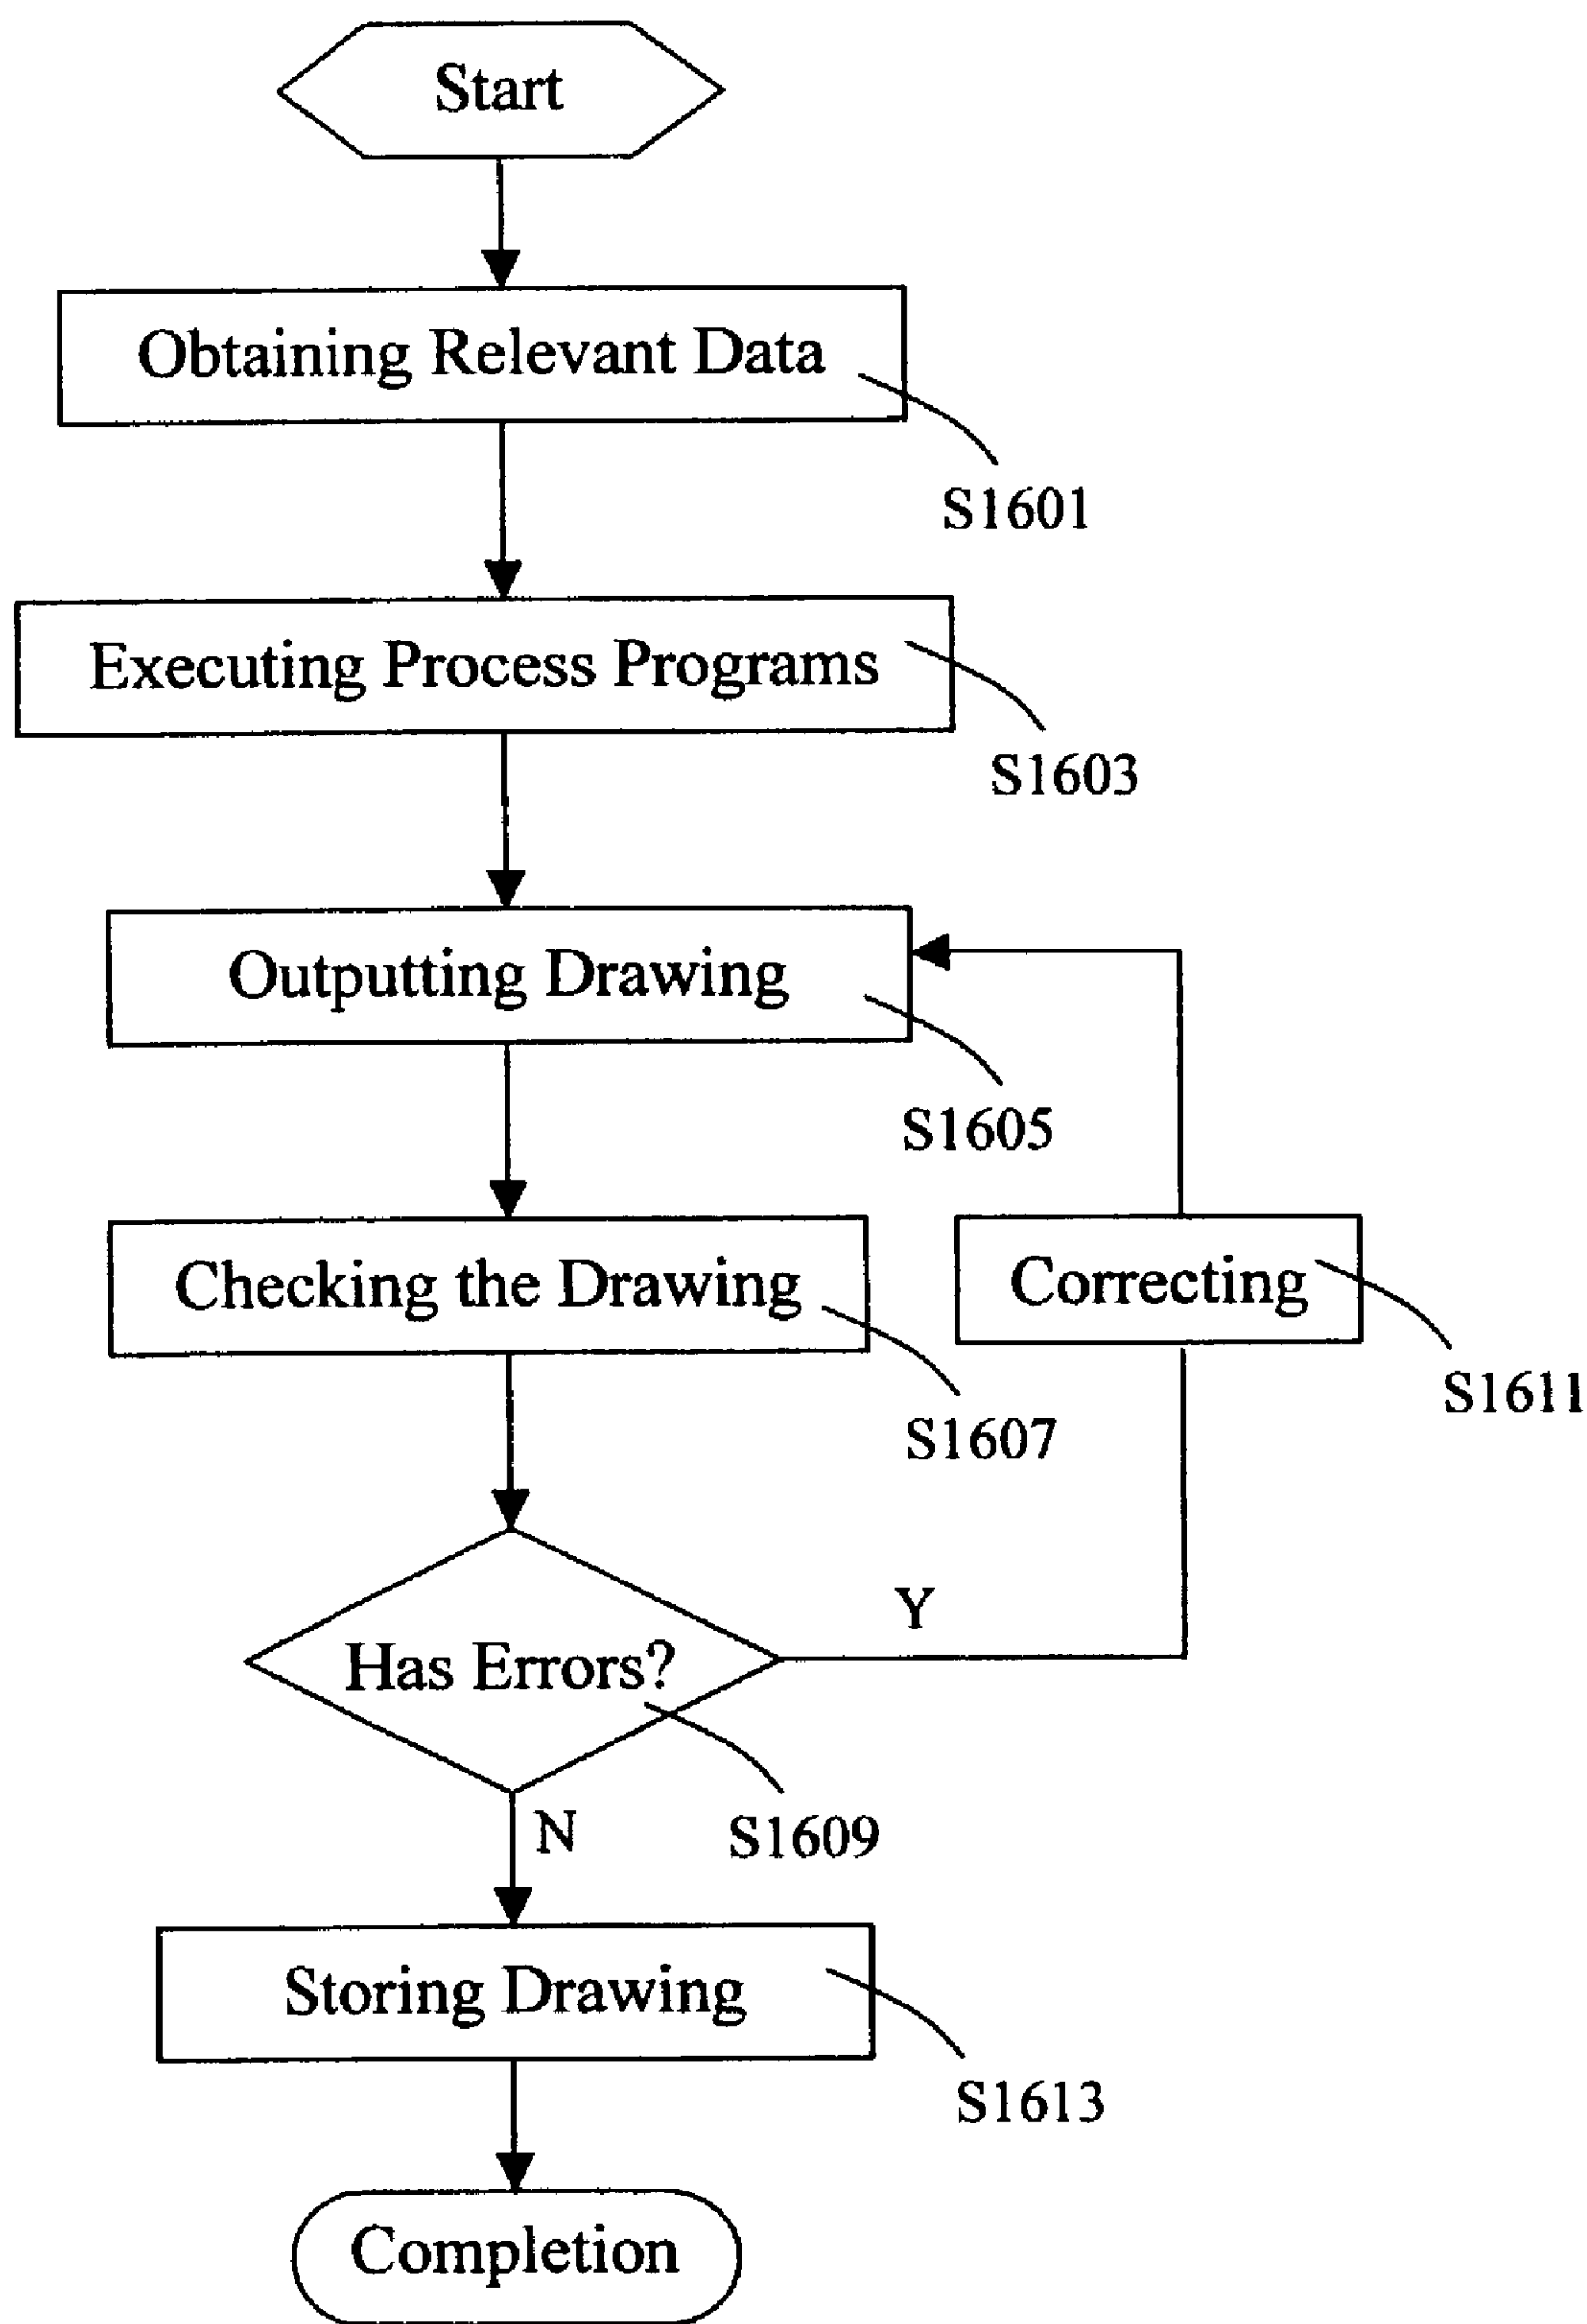 Start
Obtaining Relevant Data
S1601
Executing Process Programs
S1603
Outputting Drawing
S1605
Checking the Drawing
Correcting
S1611
S1607
Y
Has Errors?
N
S1609
Storing Drawing
S1613
Completion